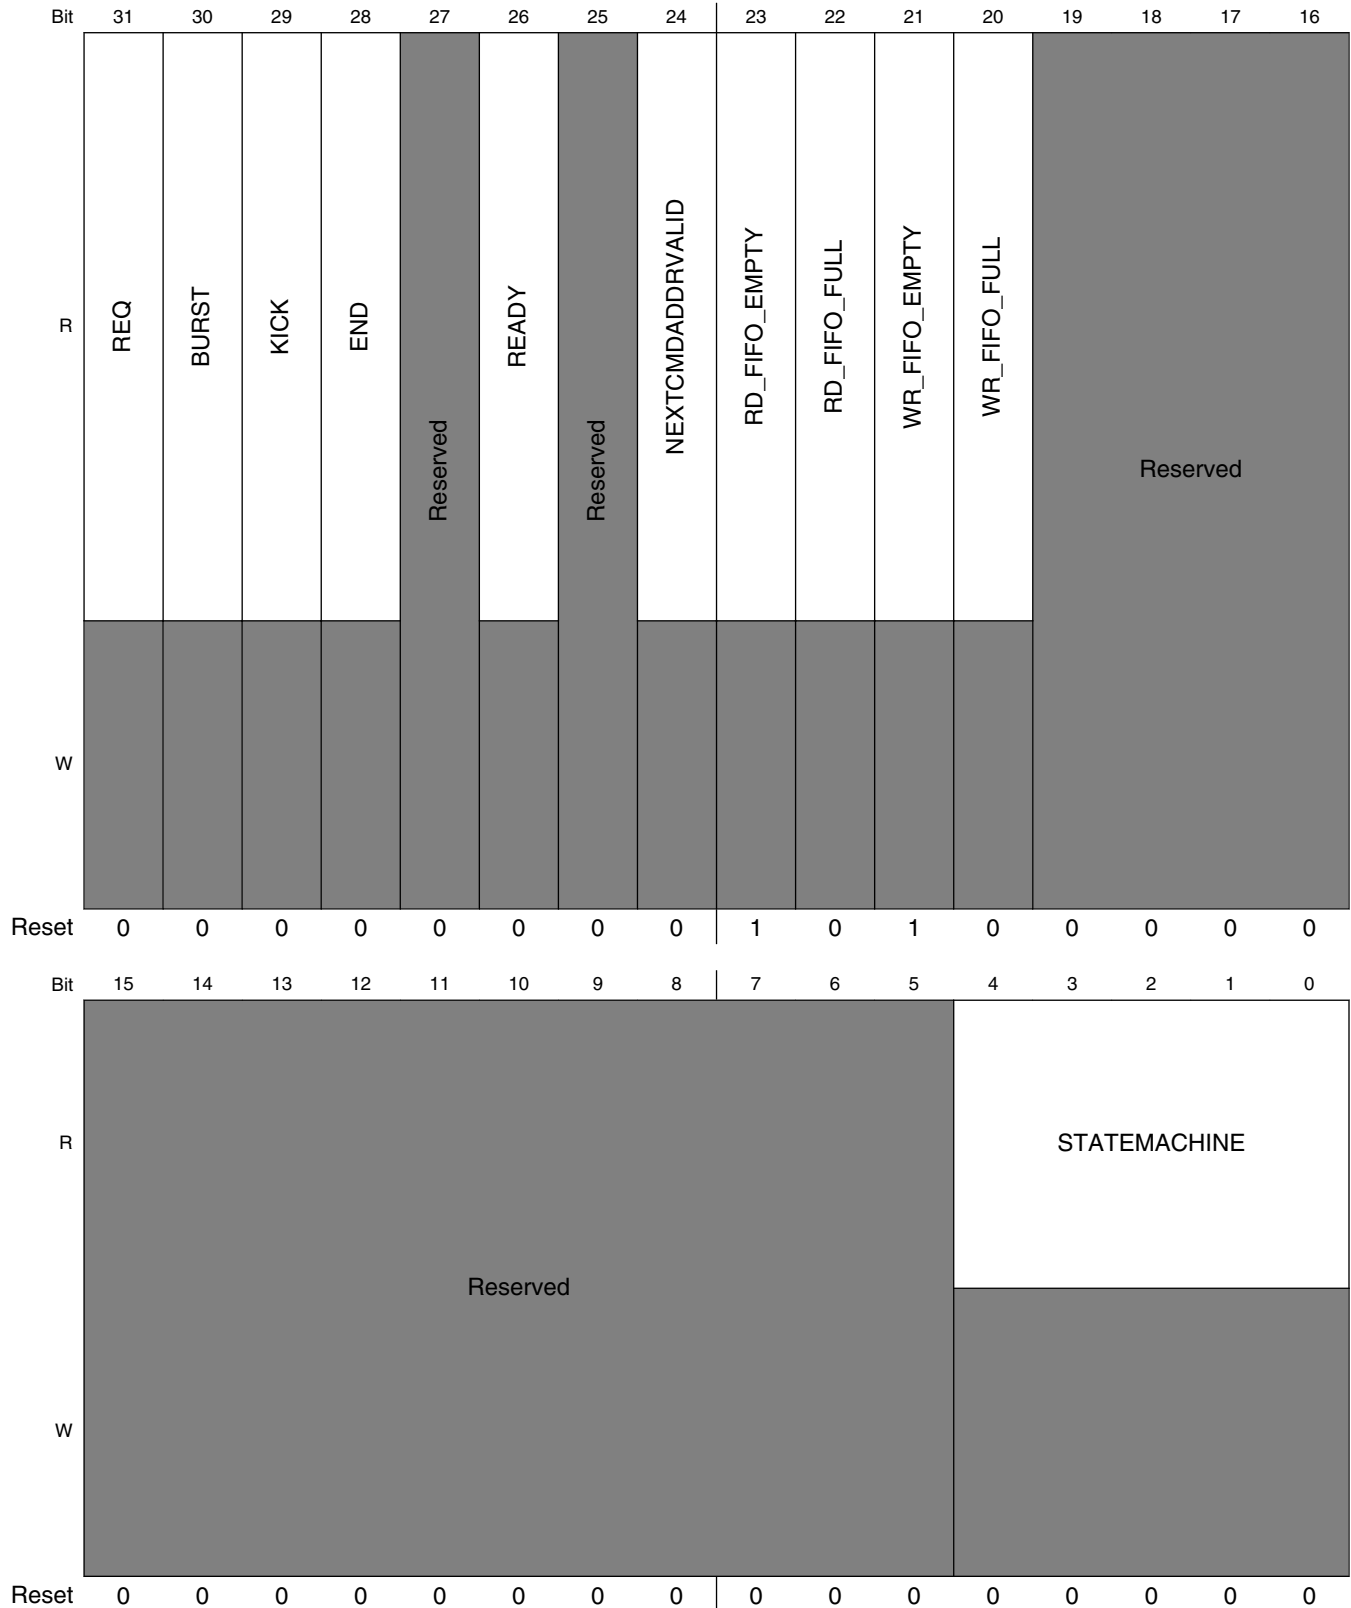 Bit 31 30 29 28 27 26 25 24 23 22 21 20 19 18 17 16
R REQ BURST KICK END Reserved READY Reserved NEXTCMDADDRVALID RD_FIFO_EMPTY RD_FIFO_FULL WR_FIFO_EMPTY WR_FIFO_FULL Reserved
W
Reset 0 0 0 0 0 0 0 0 1 0 1 0 0 0 0 0
Bit 15 14 13 12 11 10 9 8 7 6 5 4 3 2 1 0
R STATEMACHINE
Reserved
W
Reset 0 0 0 0 0 0 0 0 0 0 0 0 0 0 0 0